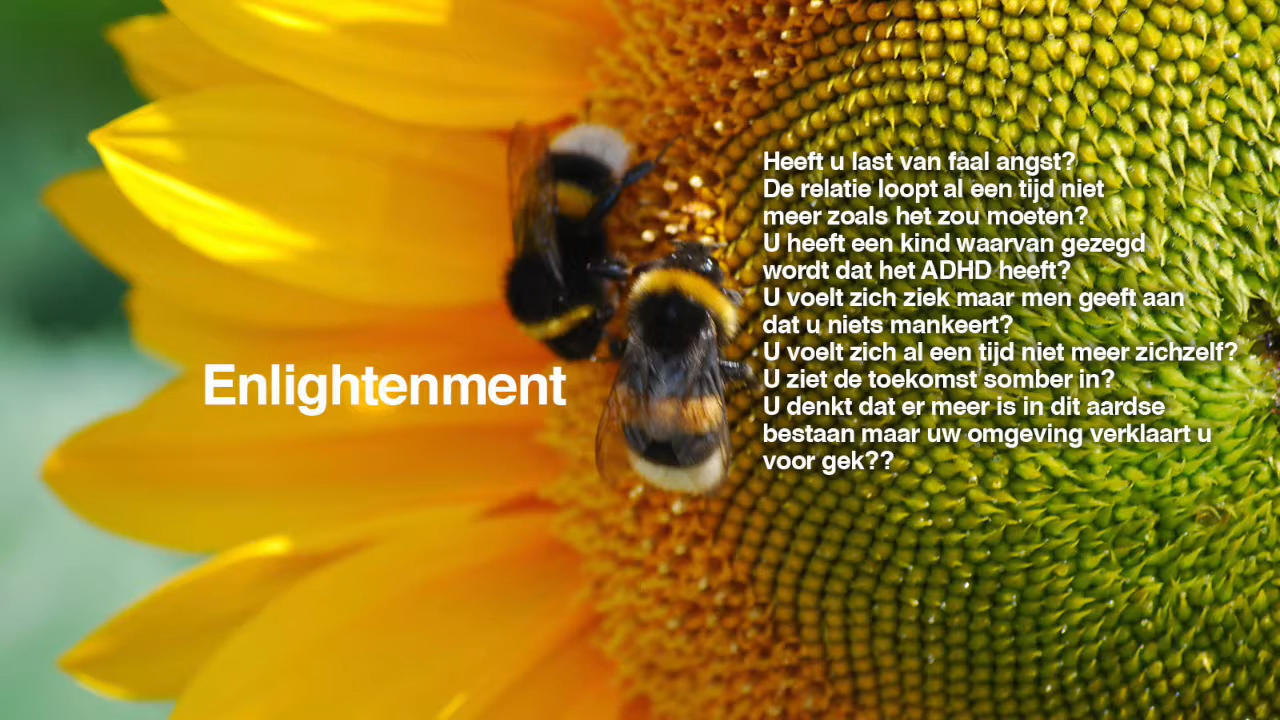 Enlightenment
Heeft u last van faal angst?
De relatie loopt al een tijd niet
meer zoals het zou moeten?
U heeft een kind waarvan gezegd
wordt dat het ADHD heeft?
U voelt zich ziek maar men geeft aan
dat u niets mankeert?
U voelt zich al een tijd niet meer zichzelf?
U ziet de toekomst somber in?
U denkt dat er meer is in dit aardse
bestaan maar uw omgeving verklaart u
voor gek??